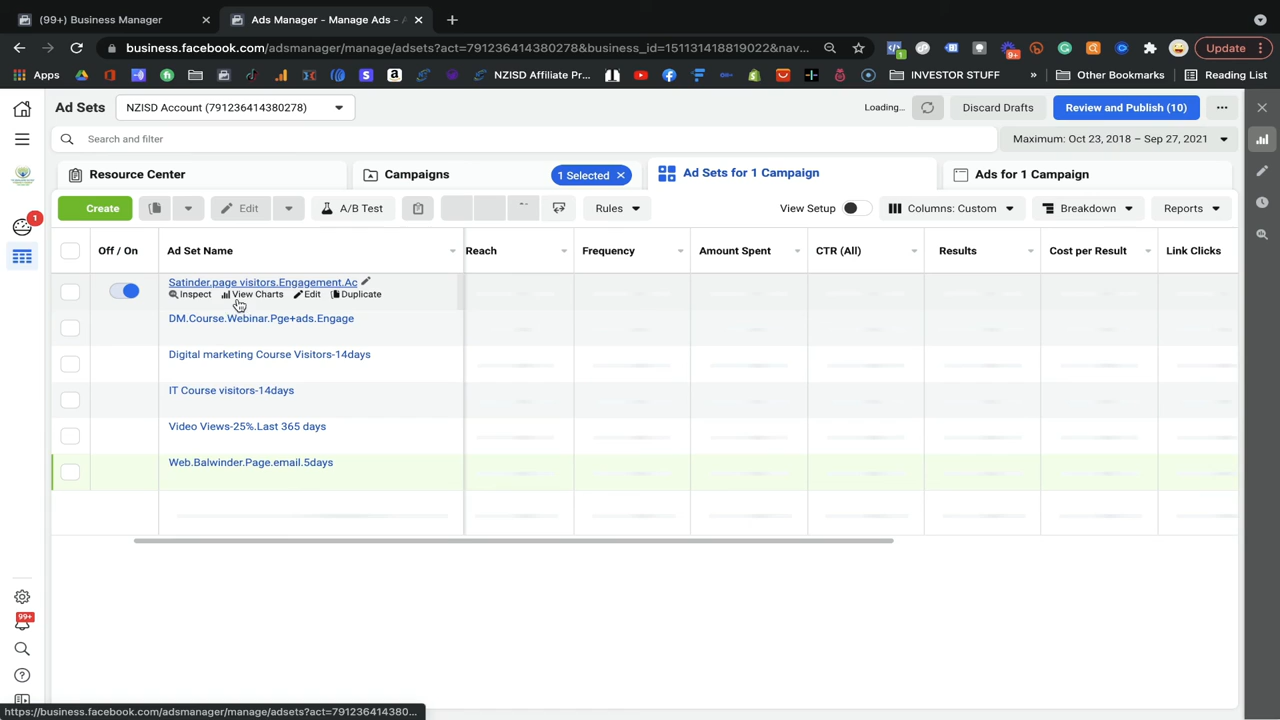 (99+) Business Manager
Ads Manager - Manage Ads - A
business.facebook.com/adsmanager/manage/adsets?act=791236414380278&business_id=151131418819022&nav...
Update
Apps
NZISD Affiliate Pr...
INVESTOR STUFF
Other Bookmarks
Reading List
Ad Sets
NZISD Account (791236414380278)
Loading...
Discard Drafts
Review and Publish (10)
Search and filter
Maximum: Oct 23, 2018 – Sep 27, 2021
Resource Center
Campaigns
1 Selected
Ad Sets for 1 Campaign
Ads for 1 Campaign
Create
Edit
A/B Test
Rules
View Setup
Columns: Custom
Breakdown
Reports
Off / On
Ad Set Name
Reach
Frequency
Amount Spent
CTR (All)
Results
Cost per Result
Link Clicks
Satinder.page visitors.Engagement.Ac
Inspect
View Charts
Edit
Duplicate
DM.Course.Webinar.Pge+ads.Engage
Digital marketing Course Visitors-14days
IT Course visitors-14days
Video Views-25%.Last 365 days
Web.Balwinder.Page.email.5days
1
99+
https://business.facebook.com/adsmanager/manage/adsets?act=791236414380...